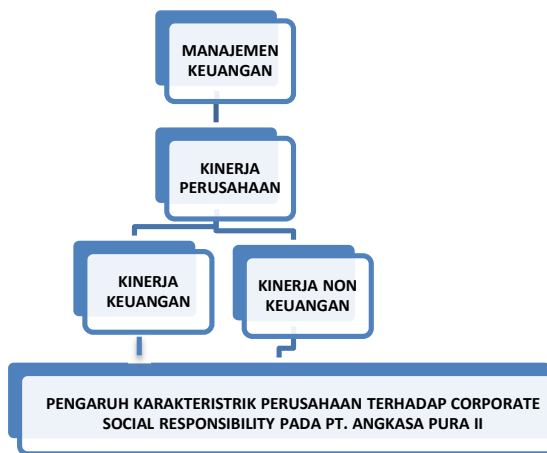 MANAJEMEN
KEUANGAN
KINERJA
PERUSAHAAN
KINERJA
KEUANGAN
KINERJA NON
KEUANGAN
PENGARUH KARAKTERISTRIK PERUSAHAAN TERHADAP CORPORATE
SOCIAL RESPONSIBILITY PADA PT. ANGKASA PURA II